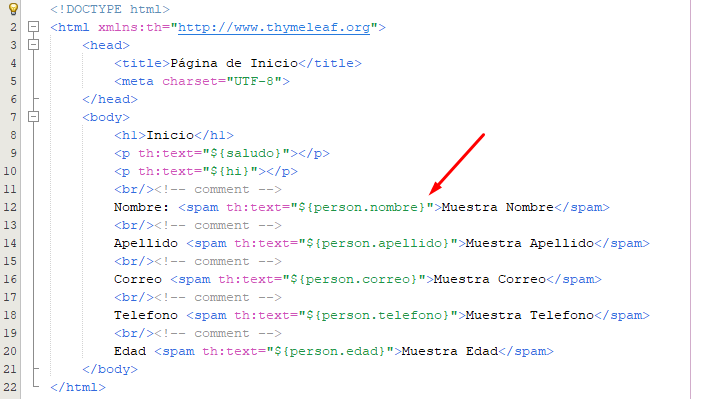 <!DOCTYPE html>
2 <html xmlns:th="http://www.thymeleaf.org">
3 <head>
4 <title>Página de Inicio</title>
5 <meta charset="UTF-8">
6 </head>
7 <body>
8 <h1>Inicio</h1>
9 <p th:text="${saludo}"></p>
10 <p th:text="${hi}"></p>
11 <br/><!-- comment -->
12 Nombre: <spam th:text="${person.nombre}">Muestra Nombre</spam>
13 <br/><!-- comment -->
14 Apellido <spam th:text="${person.apellido}">Muestra Apellido</spam>
15 <br/><!-- comment -->
16 Correo <spam th:text="${person.correo}">Muestra Correo</spam>
17 <br/><!-- comment -->
18 Telefono <spam th:text="${person.telefono}">Muestra Telefono</spam>
19 <br/><!-- comment -->
20 Edad <spam th:text="${person.edad}">Muestra Edad</spam>
21 </body>
22 </html>